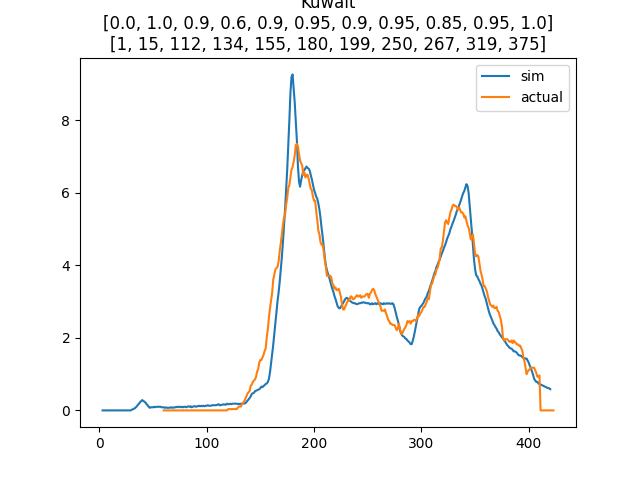 Kuwait
[0.0, 1.0, 0.9, 0.6, 0.9, 0.95, 0.9, 0.95, 0.85, 0.95, 1.0]
[1, 15, 112, 134, 155, 180, 199, 250, 267, 319, 375]
sim
actual
8
6
4
2
0
0 100 200 300 400